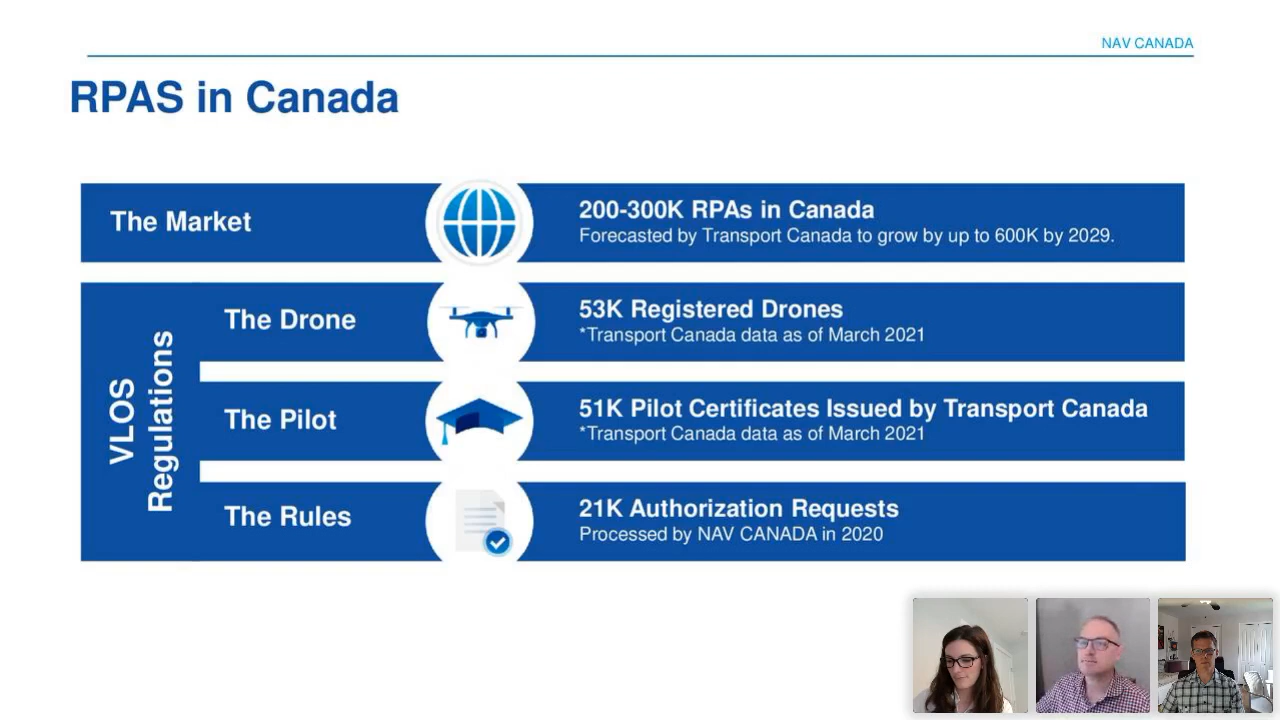 NAV CANADA
RPAS in Canada
The Market
200-300K RPAs in Canada
Forecasted by Transport Canada to grow by up to 600K by 2029.
VLOS
Regulations
The Drone
53K Registered Drones
*Transport Canada data as of March 2021
The Pilot
51K Pilot Certificates Issued by Transport Canada
*Transport Canada data as of March 2021
The Rules
21K Authorization Requests
Processed by NAV CANADA in 2020